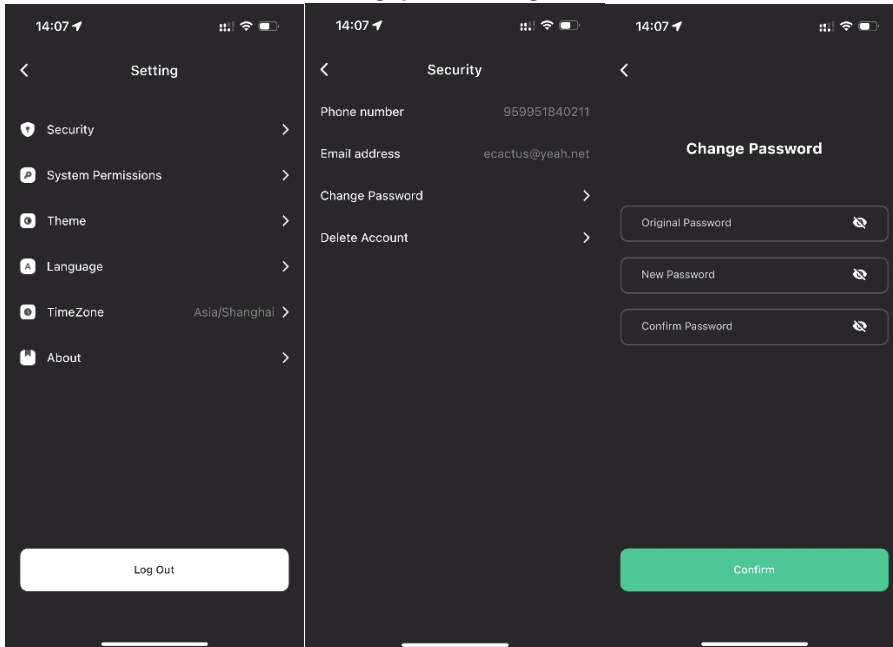 14:07
Setting
Security
System Permissions
Theme
Language
TimeZone Asia/Shanghai
About
Log Out
14:07
Security
Phone number 959951840211
Email address ecactus@yeah.net
Change Password
Delete Account
14:07
Change Password
Original Password
New Password
Confirm Password
Confirm